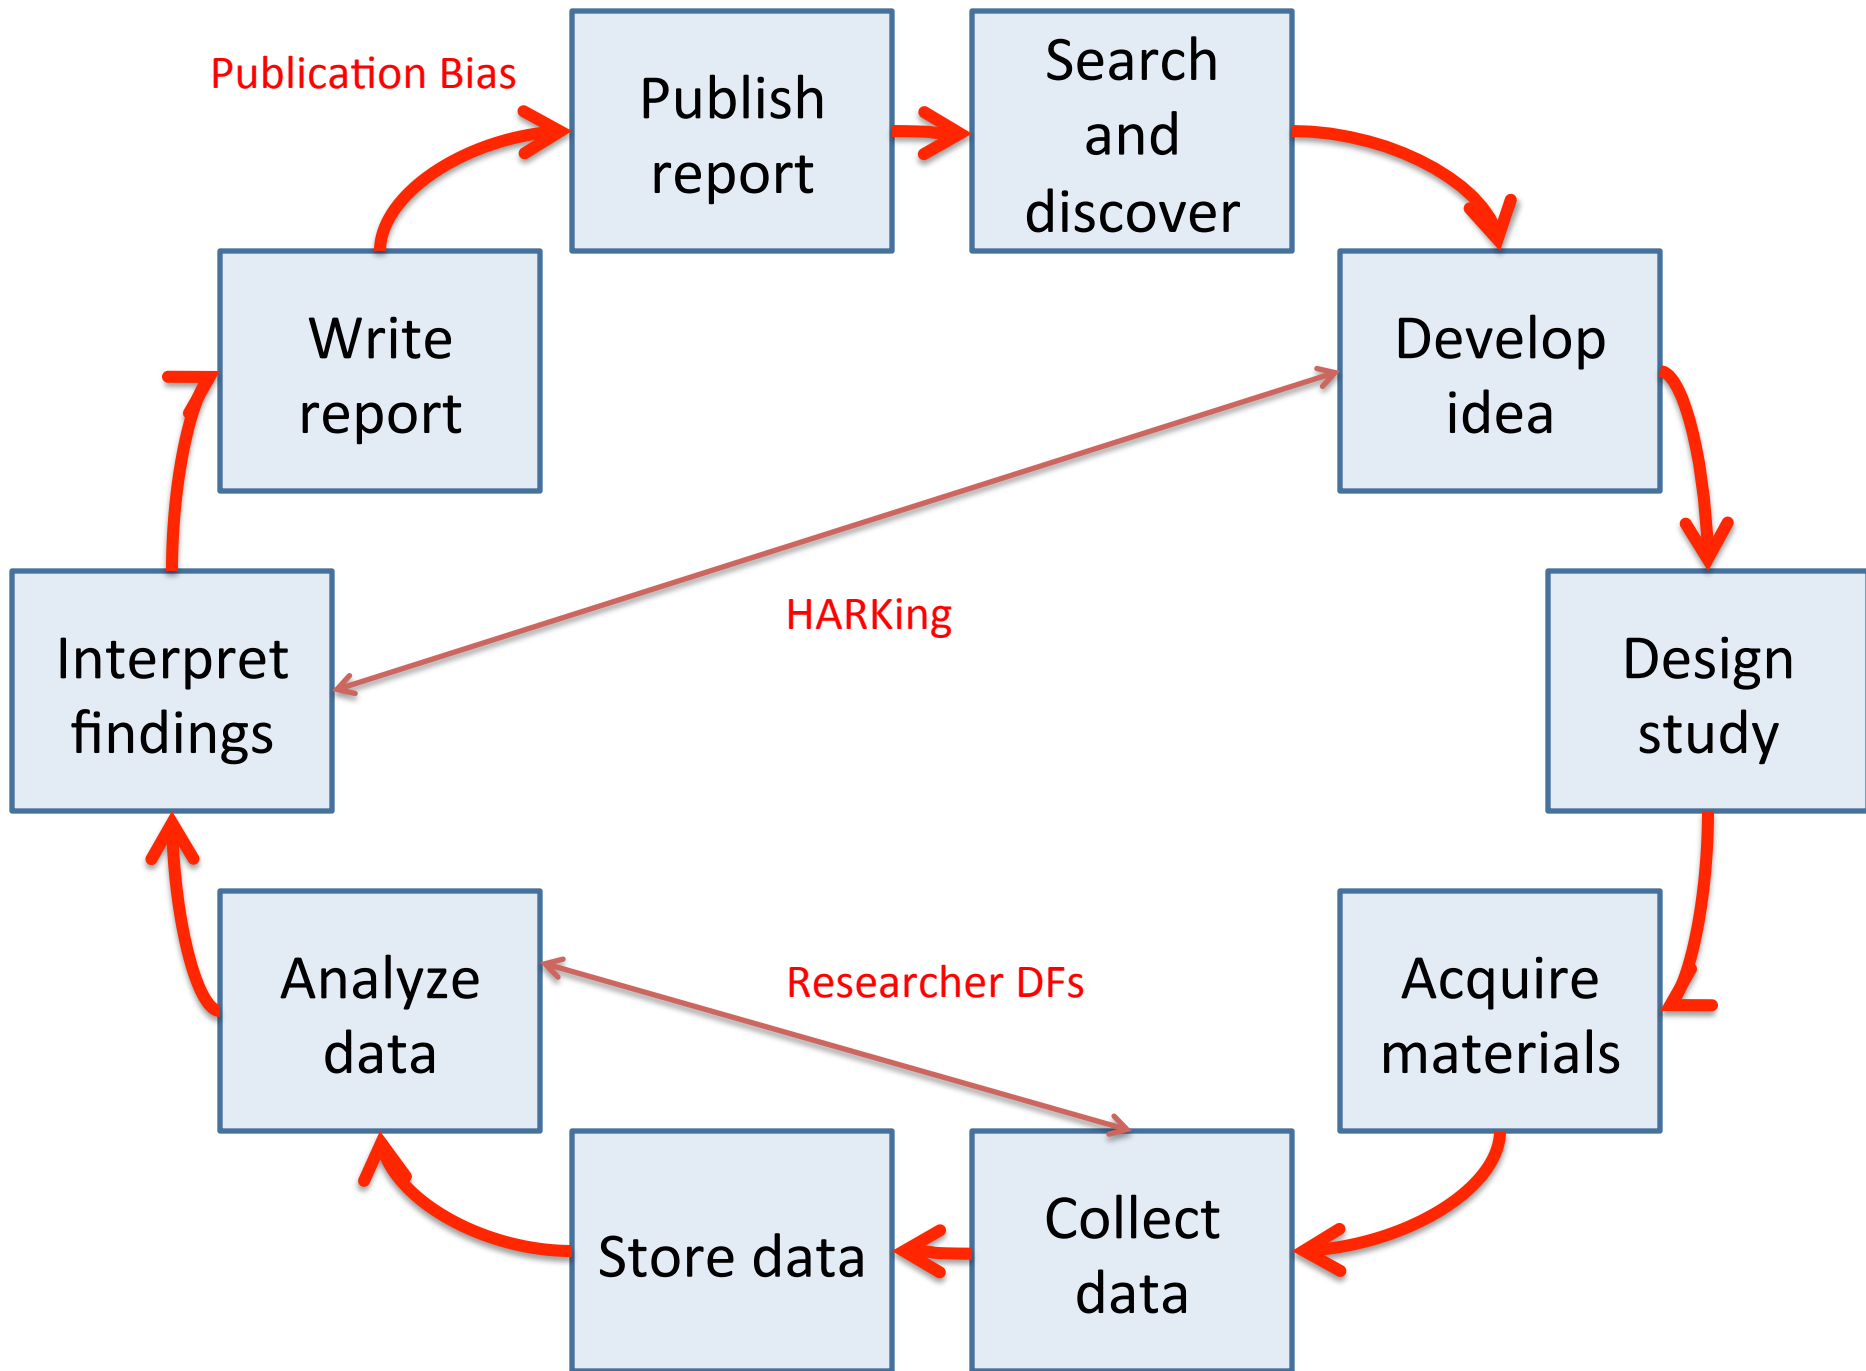 Publication Bias
Publish
report
Search
and
discover
Write
report
Develop
idea
HARKing
Interpret
findings
Design
study
Analyze
data
Researcher DFs
Acquire
materials
Store data
Collect
data